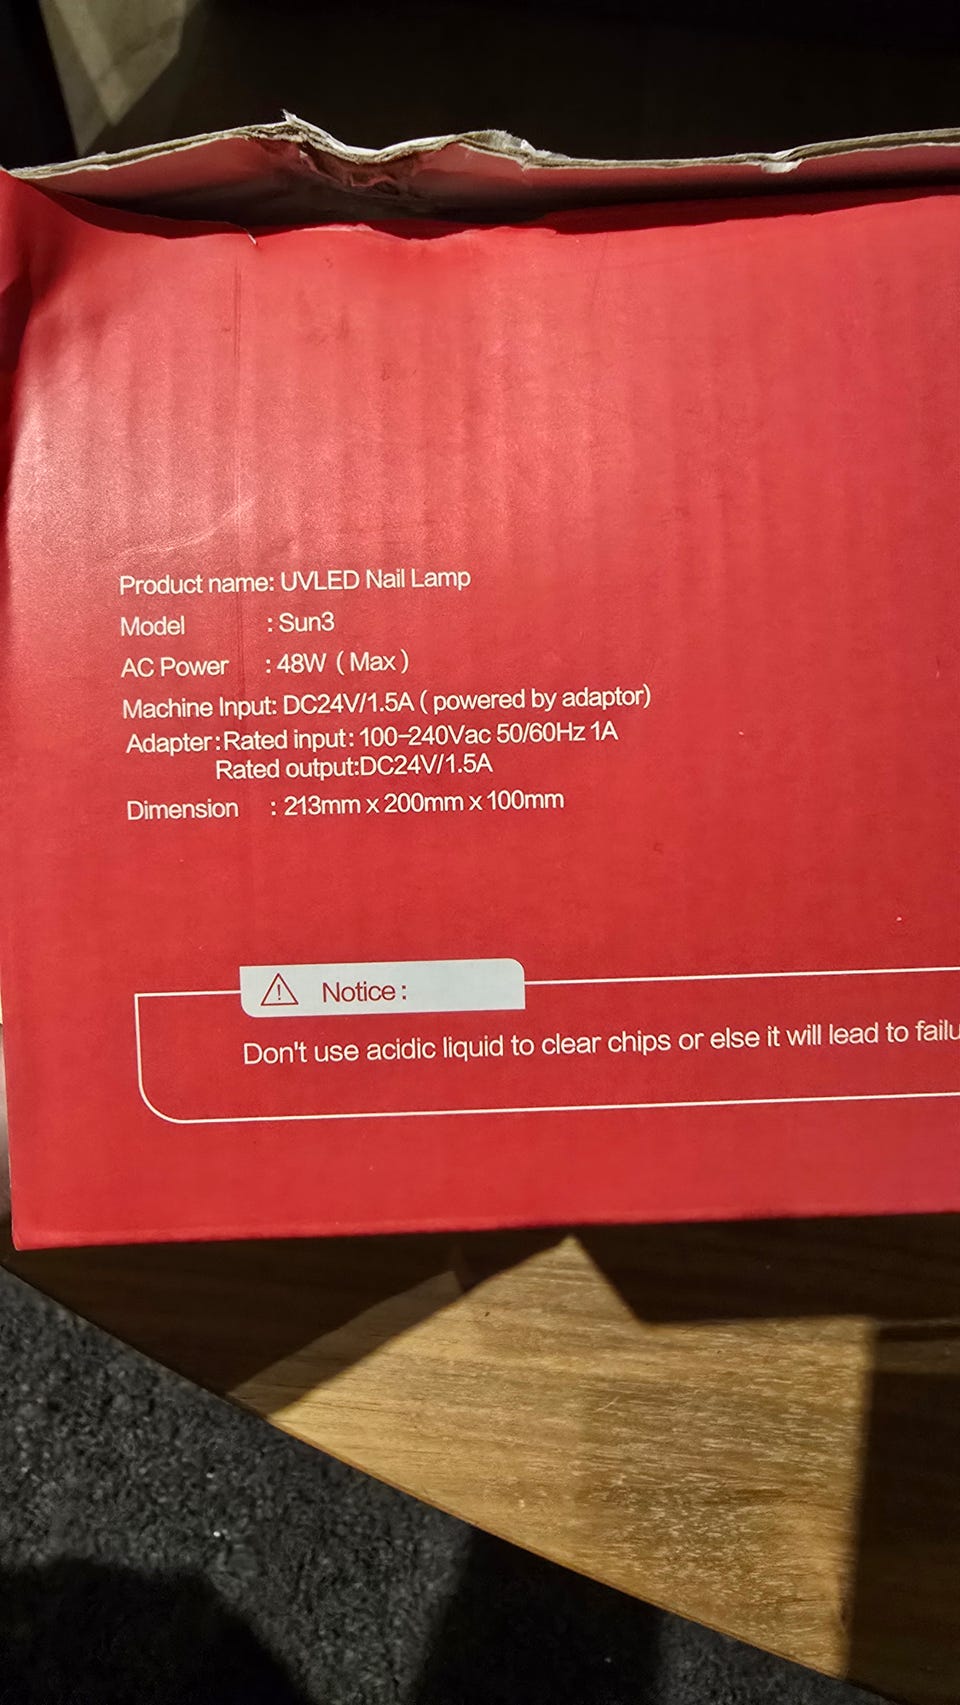 Product name: UVLED Nail Lamp
Model : Sun3
AC Power : 48W ( Max )
Machine Input: DC24V/1.5A ( powered by adaptor)
Adapter:Rated input: 100-240Vac 50/60Hz 1A
Rated output:DC24V/1.5A
Dimension : 213mm x 200mm x 100mm
Notice :
Don't use acidic liquid to clear chips or else it will lead to